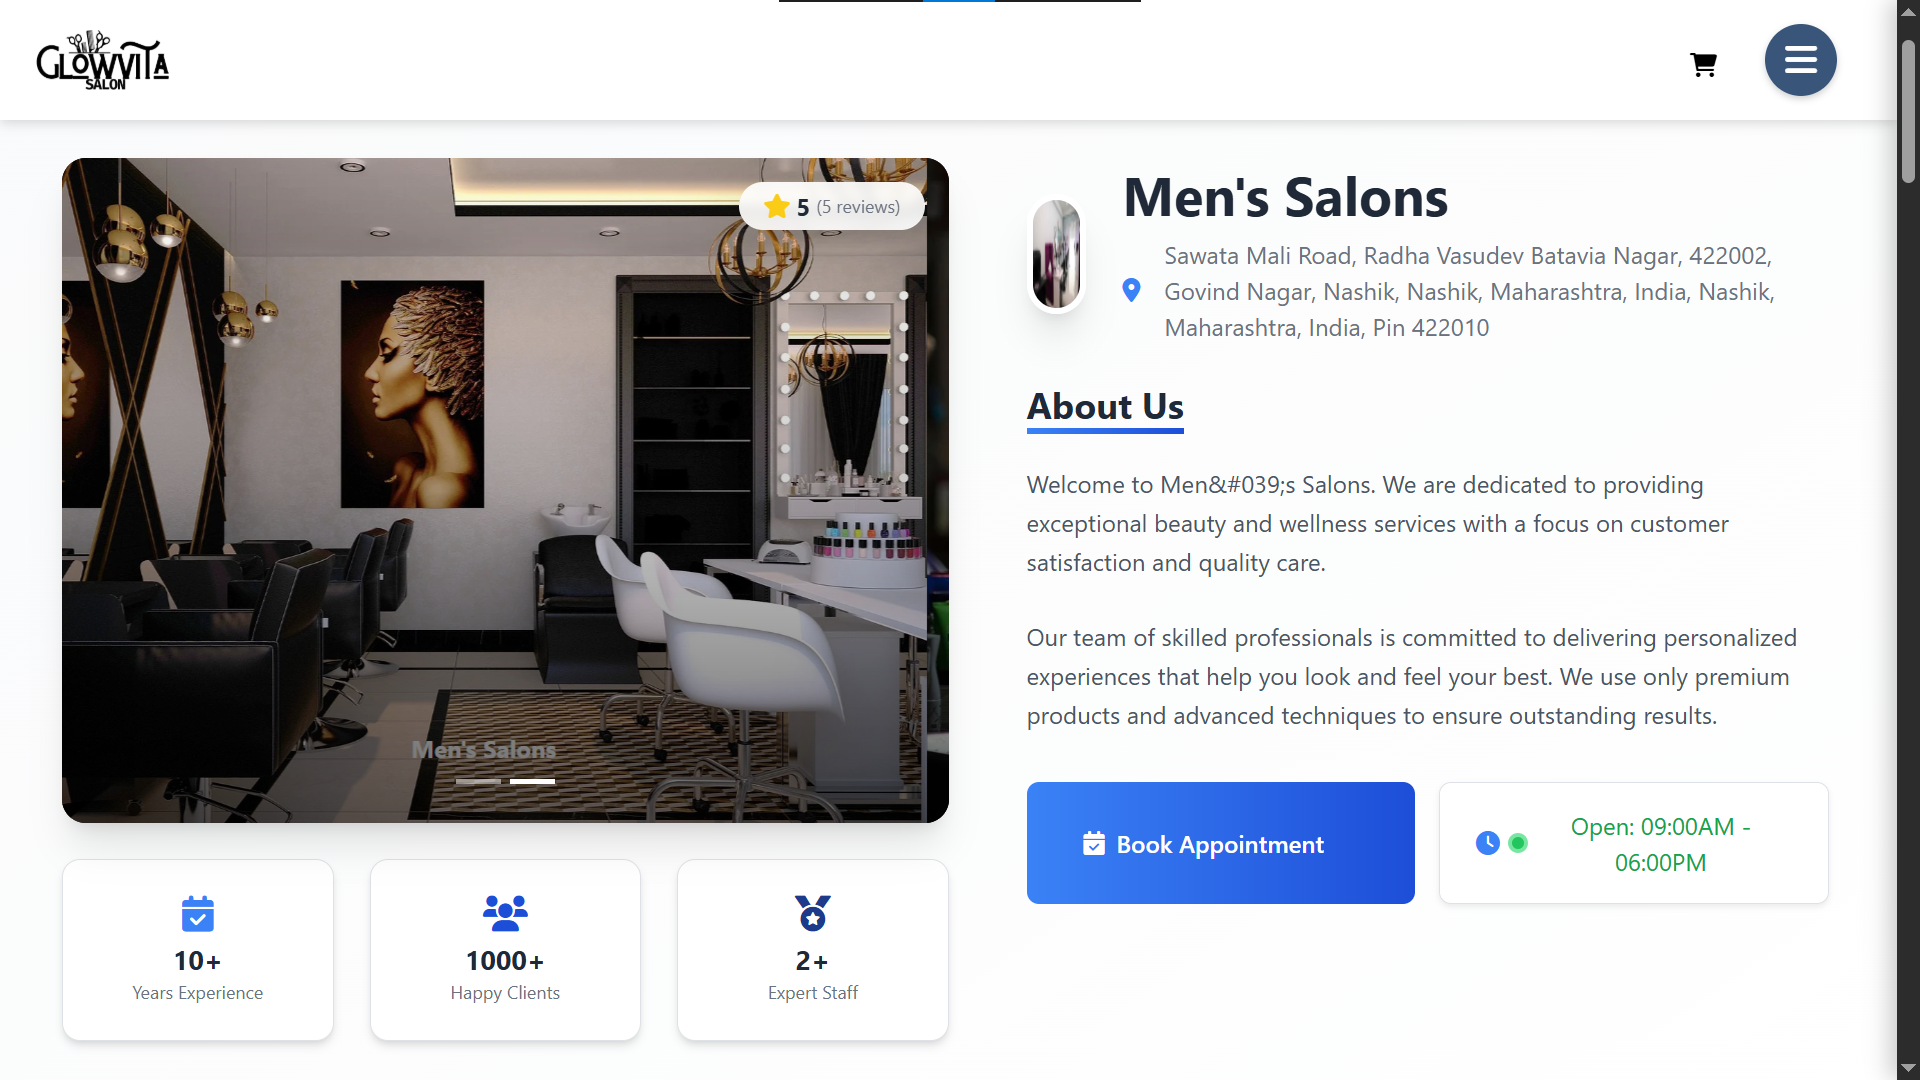 GLOWVITA
SALON
5 (5 reviews)
Men's Salons
Men's Salons
Sawata Mali Road, Radha Vasudev Batavia Nagar, 422002,
Govind Nagar, Nashik, Nashik, Maharashtra, India, Nashik,
Maharashtra, India, Pin 422010
About Us
Welcome to Men&#039;s Salons. We are dedicated to providing
exceptional beauty and wellness services with a focus on customer
satisfaction and quality care.
Our team of skilled professionals is committed to delivering personalized
experiences that help you look and feel your best. We use only premium
products and advanced techniques to ensure outstanding results.
Book Appointment
Open: 09:00AM -
06:00PM
10+
Years Experience
1000+
Happy Clients
2+
Expert Staff